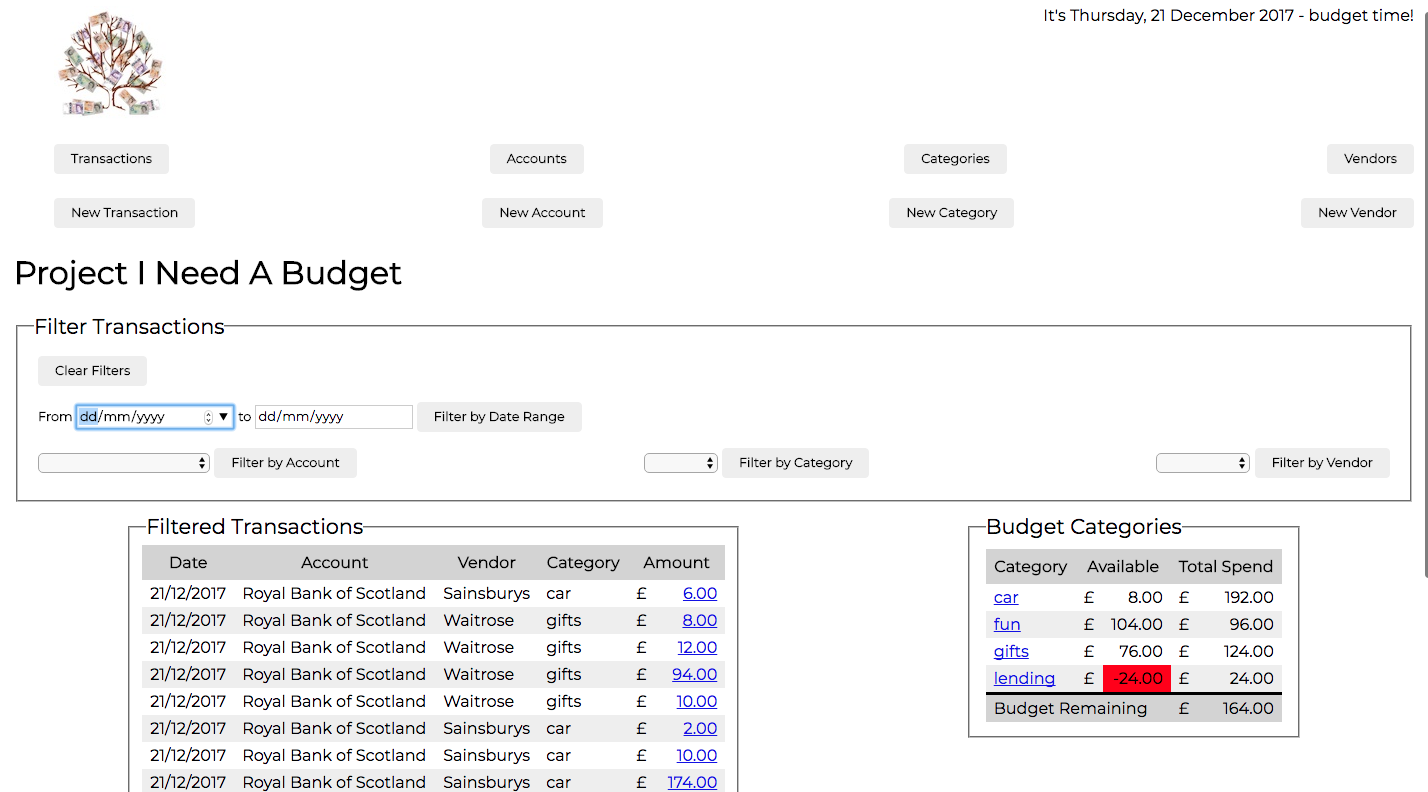 It's Thursday, 21 December 2017 - budget time!
Transactions Accounts Categories Vendors
New Transaction New Account New Category New Vendor
Project I Need A Budget
Filter Transactions
Clear Filters
From dd/mm/yyyy to dd/mm/yyyy Filter by Date Range
Filter by Account Filter by Category Filter by Vendor
Filtered Transactions
Date Account Vendor Category Amount
21/12/2017 Royal Bank of Scotland Sainsburys car £ 6.00
21/12/2017 Royal Bank of Scotland Waitrose gifts £ 8.00
21/12/2017 Royal Bank of Scotland Waitrose gifts £ 12.00
21/12/2017 Royal Bank of Scotland Waitrose gifts £ 94.00
21/12/2017 Royal Bank of Scotland Waitrose gifts £ 10.00
21/12/2017 Royal Bank of Scotland Sainsburys car £ 2.00
21/12/2017 Royal Bank of Scotland Sainsburys car £ 10.00
21/12/2017 Royal Bank of Scotland Sainsburys car £ 174.00
Budget Categories
Category Available Total Spend
car £ 8.00 £ 192.00
fun £ 104.00 £ 96.00
gifts £ 76.00 £ 124.00
lending £ -24.00 £ 24.00
Budget Remaining £ 164.00